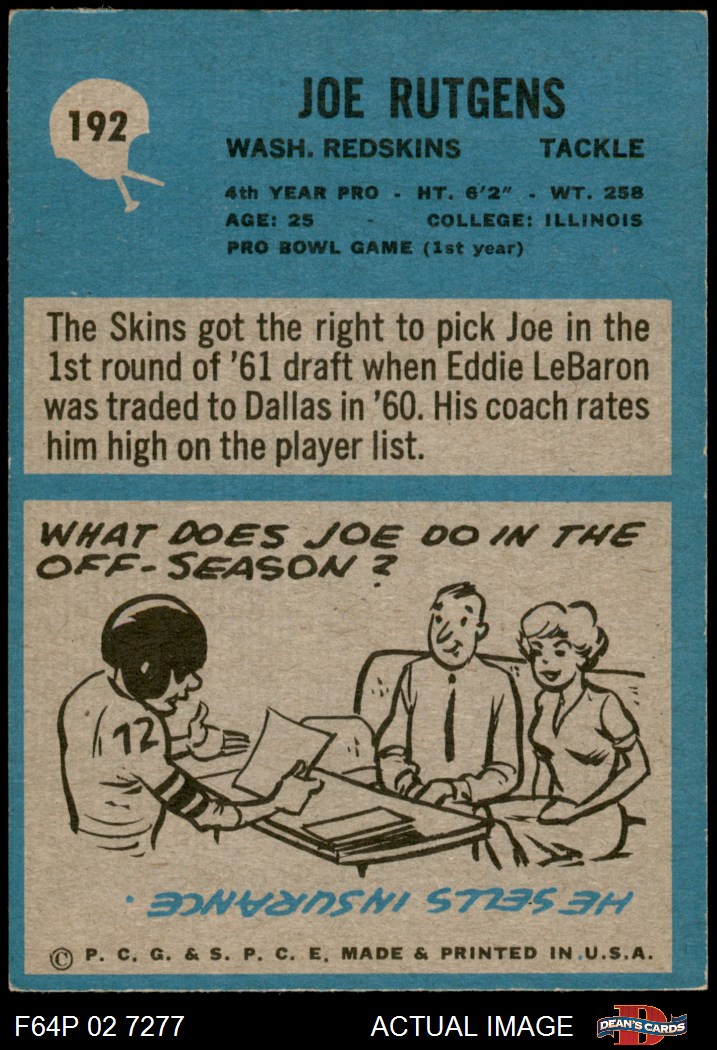 192
JOE RUTGENS
WASH. REDSKINS TACKLE
4th YEAR PRO - HT. 6'2" - WT. 258
AGE: 25 - COLLEGE: ILLINOIS
PRO BOWL GAME (1st year)
The Skins got the right to pick Joe in the
1st round of '61 draft when Eddie LeBaron
was traded to Dallas in '60. His coach rates
him high on the player list.
WHAT DOES JOE DO IN THE
OFF-SEASON?
72
HE SELLS INSURANCE.
© P. C. G. & S. P. C. E. MADE & PRINTED IN U.S.A.
F64P 02 7277 ACTUAL IMAGE
D
DEAN'S CARDS